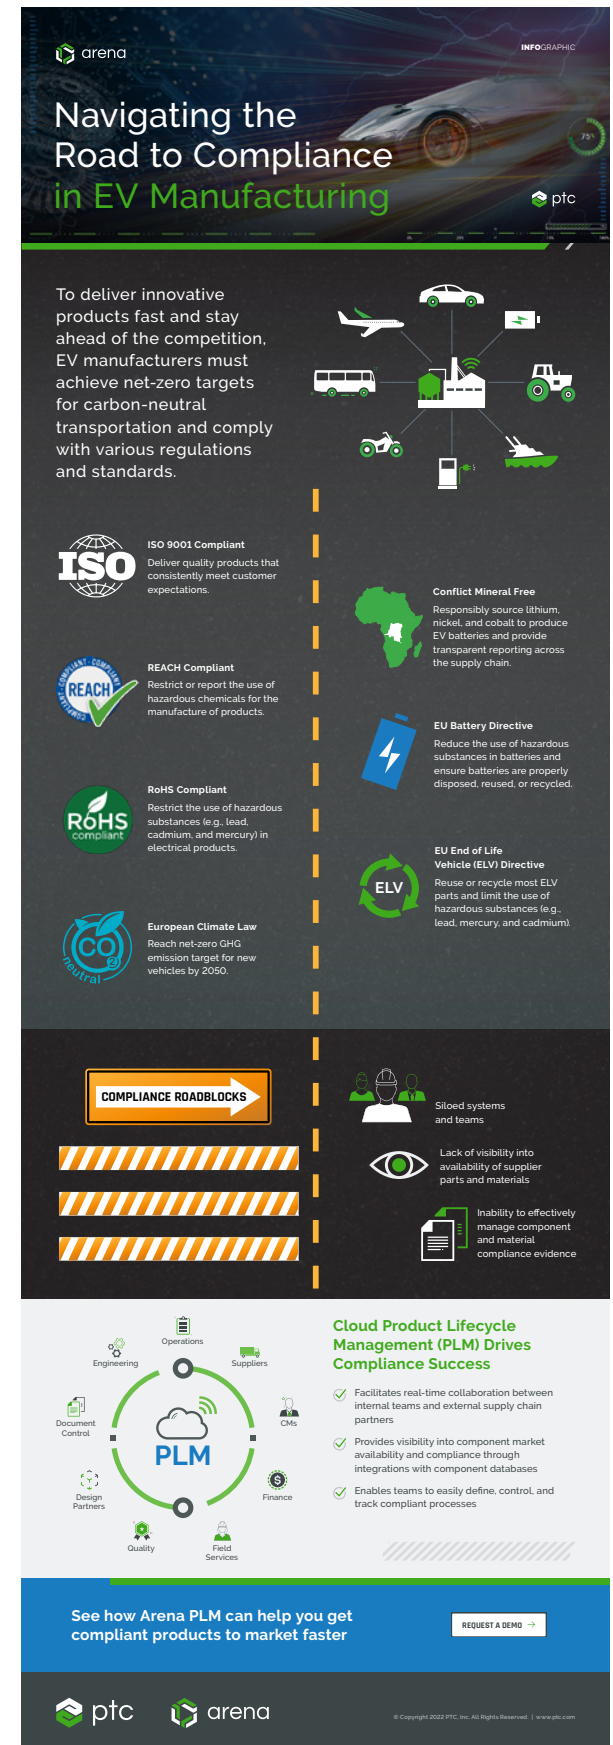 arena
INFOGRAPHIC
Navigating the
Road to Compliance
in EV Manufacturing
75%
ptc
To deliver innovative
products fast and stay
ahead of the competition,
EV manufacturers must
achieve net-zero targets
for carbon-neutral
transportation and comply
with various regulations
and standards.
ISO
ISO 9001 Compliant
Deliver quality products that
consistently meet customer
expectations.
Conflict Mineral Free
Responsibly source lithium,
nickel, and cobalt to produce
EV batteries and provide
transparent reporting across
the supply chain.
COMPLIANT · COMPLIANT
REACH
REACH Compliant
Restrict or report the use of
hazardous chemicals for the
manufacture of products.
EU Battery Directive
Reduce the use of hazardous
substances in batteries and
ensure batteries are properly
disposed, reused, or recycled.
RoHS
compliant
RoHS Compliant
Restrict the use of hazardous
substances (e.g., lead,
cadmium, and mercury) in
electrical products.
ELV
EU End of Life
Vehicle (ELV) Directive
Reuse or recycle most ELV
parts and limit the use of
hazardous substances (e.g.,
lead, mercury, and cadmium).
CO2
neutral
European Climate Law
Reach net-zero GHG
emission target for new
vehicles by 2050.
COMPLIANCE ROADBLOCKS
Siloed systems
and teams
Lack of visibility into
availability of supplier
parts and materials
Inability to effectively
manage component
and material
compliance evidence
Operations
Engineering
Suppliers
Document
Control
CMs
PLM
Design
Partners
$
Finance
Quality
Field
Services
Cloud Product Lifecycle
Management (PLM) Drives
Compliance Success
Facilitates real-time collaboration between
internal teams and external supply chain
partners
Provides visibility into component market
availability and compliance through
integrations with component databases
Enables teams to easily define, control, and
track compliant processes
See how Arena PLM can help you get
compliant products to market faster
REQUEST A DEMO →
ptc
arena
© Copyright 2022 PTC, Inc. All Rights Reserved. | www.ptc.com